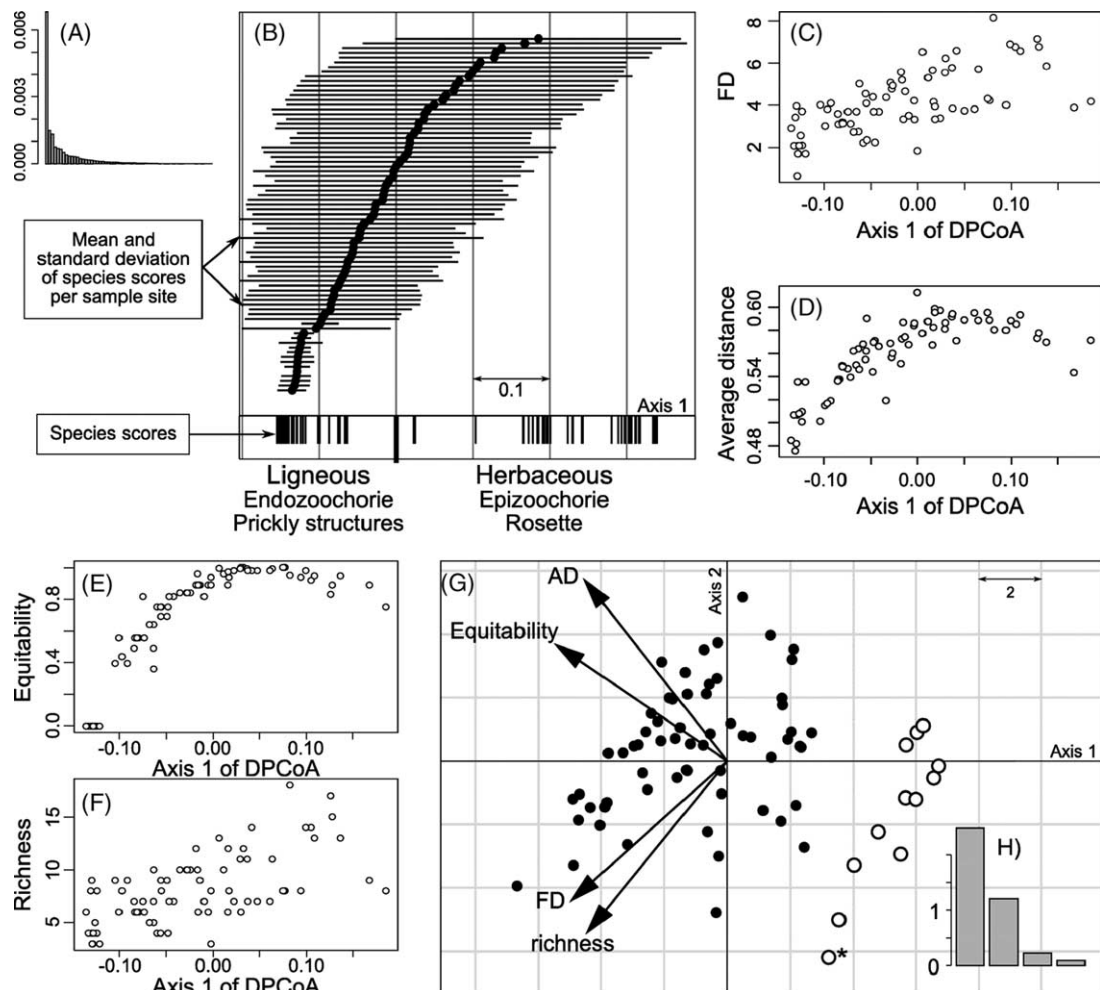 (A)
0.006
0.003
0.000
(B)
Mean and
standard deviation
of species scores
per sample site
0.1
Axis 1
Species scores
Ligneous
Endozoochorie
Prickly structures
Herbaceous
Epizoochorie
Rosette
(C)
FD
8
6
4
2
-0.10
0.00
0.10
Axis 1 of DPCoA
(D)
Average distance
0.60
0.54
0.48
-0.10
0.00
0.10
Axis 1 of DPCoA
(E)
Equitability
0.8
0.4
0.0
-0.10
0.00
0.10
Axis 1 of DPCoA
(F)
Richness
15
10
5
-0.10
0.00
0.10
Axis 1 of DPCoA
(G)
AD
Equitability
Axis 2
2
Axis 1
FD
richness
*
H)
1
0